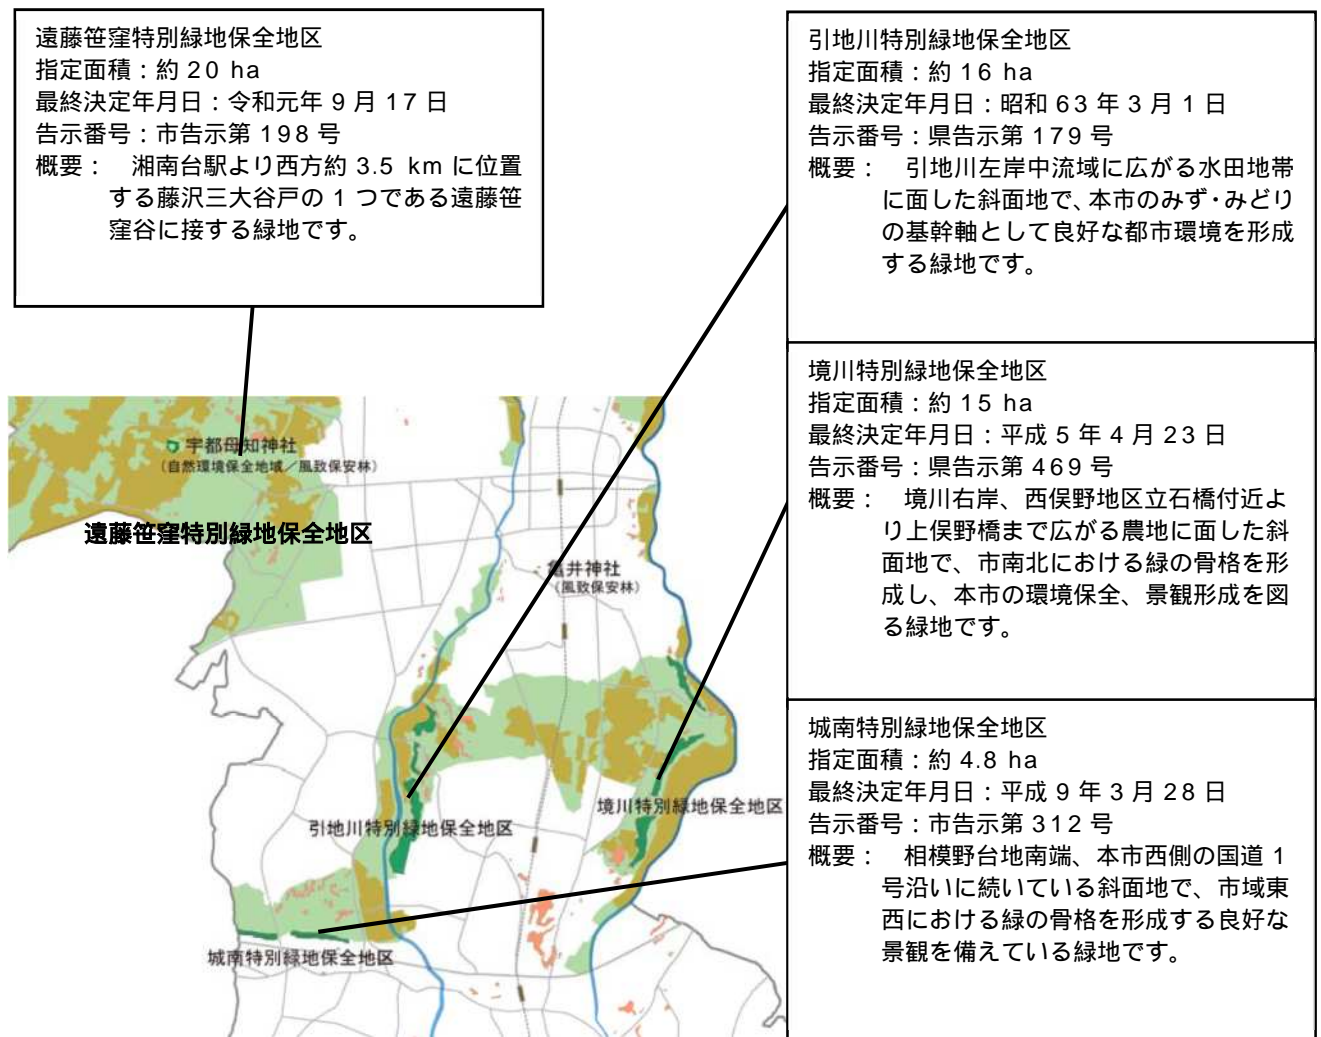 遠藤笹窪特別緑地保全地区
指定面積：約 20 ha
最終決定年月日：令和元年 9 月 17 日
告示番号：市告示第 198 号
概要：　湘南台駅より西方約 3.5 km に位置
する藤沢三大谷戸の 1 つである遠藤笹
窪谷に接する緑地です。
引地川特別緑地保全地区
指定面積：約 16 ha
最終決定年月日：昭和 63 年 3 月 1 日
告示番号：県告示第 179 号
概要：　引地川左岸中流域に広がる水田地帯
に面した斜面地で、本市のみず・みどり
の基幹軸として良好な都市環境を形成
する緑地です。
境川特別緑地保全地区
指定面積：約 15 ha
最終決定年月日：平成 5 年 4 月 23 日
告示番号：県告示第 469 号
概要：　境川右岸、西俣野地区立石橋付近よ
り上俣野橋まで広がる農地に面した斜
面地で、市南北における緑の骨格を形
成し、本市の環境保全、景観形成を図
る緑地です。
城南特別緑地保全地区
指定面積：約 4.8 ha
最終決定年月日：平成 9 年 3 月 28 日
告示番号：市告示第 312 号
概要：　相模野台地南端、本市西側の国道 1
号沿いに続いている斜面地で、市域東
西における緑の骨格を形成する良好な
景観を備えている緑地です。
宇都母知神社
（自然環境保全地域／風致保安林）
遠藤笹窪特別緑地保全地区
亀井神社
（風致保安林）
境川特別緑地保全地区
引地川特別緑地保全地区
城南特別緑地保全地区